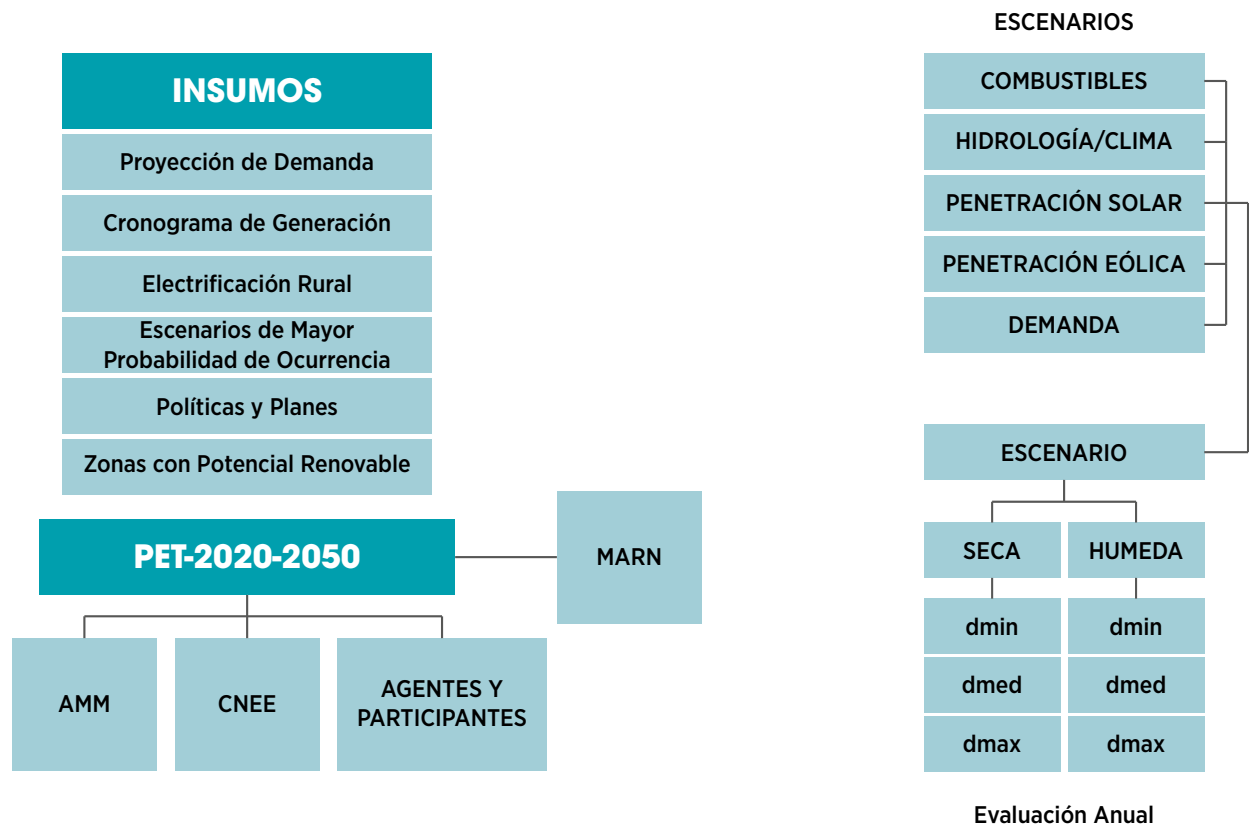 INSUMOS
Proyección de Demanda
Cronograma de Generación
Electrificación Rural
Escenarios de Mayor
Probabilidad de Ocurrencia
Políticas y Planes
Zonas con Potencial Renovable
PET-2020-2050
MARN
AMM
CNEE
AGENTES Y
PARTICIPANTES
ESCENARIOS
COMBUSTIBLES
HIDROLOGÍA/CLIMA
PENETRACIÓN SOLAR
PENETRACIÓN EÓLICA
DEMANDA
ESCENARIO
SECA
HUMEDA
dmin
dmin
dmed
dmed
dmax
dmax
Evaluación Anual